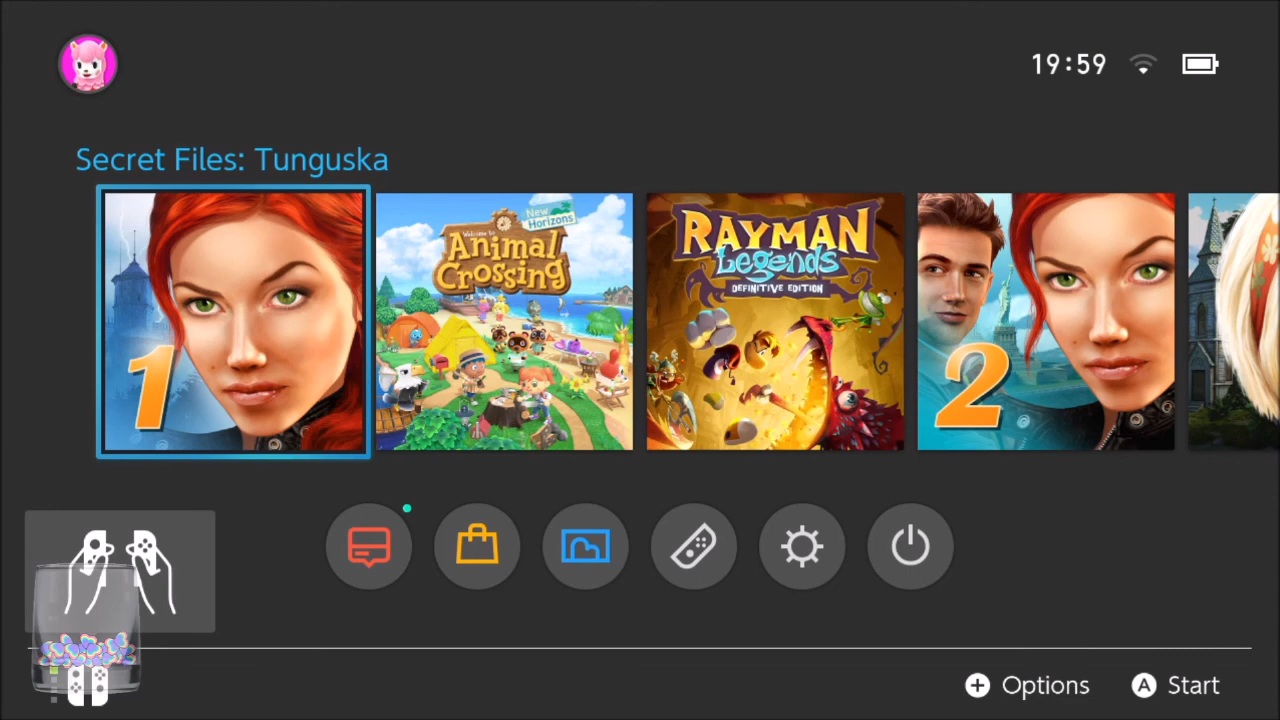 19:59
Secret Files: Tunguska
1
New
Horizons
Welcome to
Animal
Crossing
RAYMAN
Legends
DEFINITIVE EDITION
2
+ Options
A Start